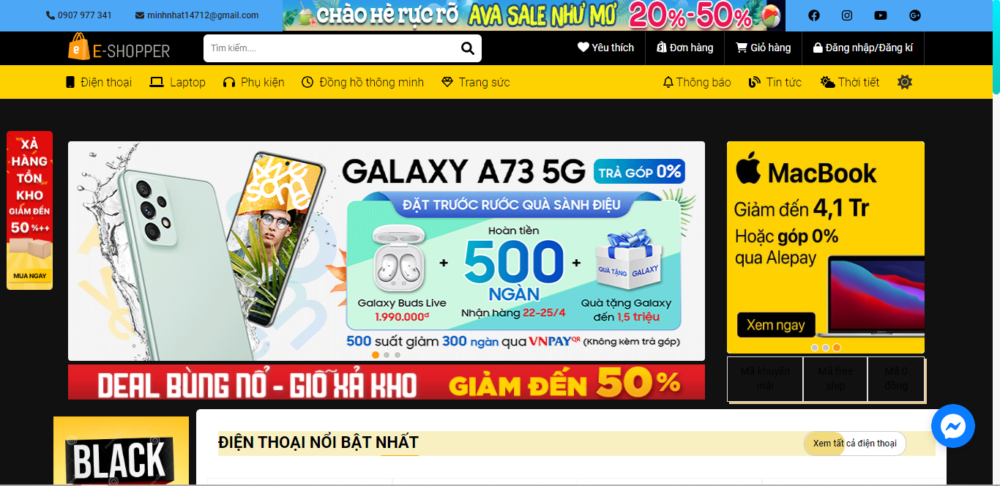 0907 977 341
minhnhat14712@gmail.com
chào hè rực rỡ AVA SALE NHƯ MƠ 20%-50%
e E-SHOPPER
Tìm kiếm....
Yêu thích
Đơn hàng
Giỏ hàng
Đăng nhập/Đăng kí
Điện thoại
Laptop
Phụ kiện
Đồng hồ thông minh
Trang sức
Thông báo
Tin tức
Thời tiết
XẢ
HÀNG
TỒN
KHO
GIẢM ĐẾN
50%++
MUA NGAY
Awesome
GALAXY A73 5G
TRẢ GÓP 0%
ĐẶT TRƯỚC RƯỚC QUÀ SÀNH ĐIỆU
Galaxy Buds Live
1.990.000đ
+
Hoàn tiền
500
NGÀN
Nhận hàng 22-25/4
+
QUÀ TẶNG GALAXY
Quà tặng Galaxy
đến 1,5 triệu
500 suất giảm 300 ngàn qua VNPAYQR (Không kèm trả góp)
MacBook
Giảm đến 4,1 Tr
Hoặc góp 0%
qua Alepay
Xem ngay
DEAL BÙNG NỔ - GIỜ XẢ KHO GIẢM ĐẾN 50%
Mã khuyến
mãi
Mã free
ship
Mã 0
đồng
BLACK
ĐIỆN THOẠI NỔI BẬT NHẤT
Xem tất cả điện thoại